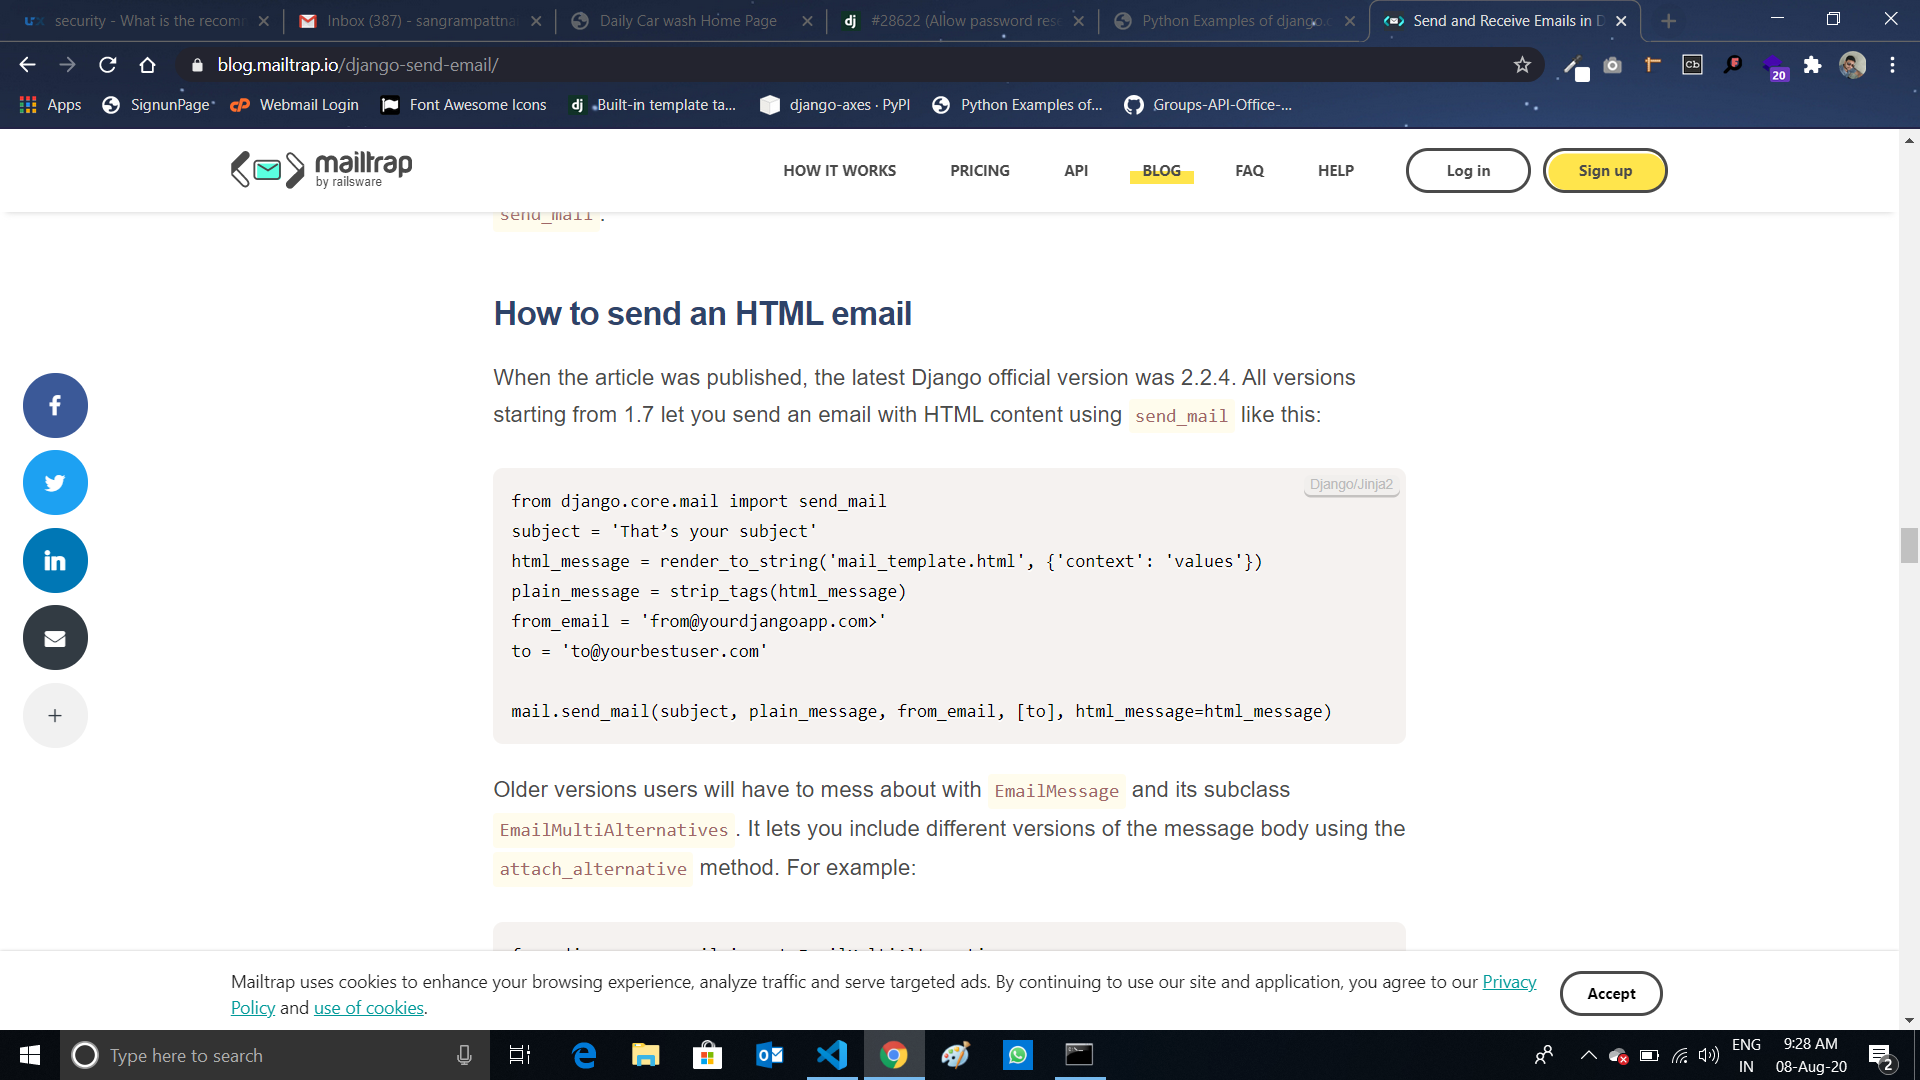 security - What is the recom
Inbox (387) - sangrampattna
Daily Car wash Home Page
#28622 (Allow password rese
Python Examples of django.c
Send and Receive Emails in D
blog.mailtrap.io/django-send-email/
20
Apps
SignunPage
Webmail Login
Font Awesome Icons
Built-in template ta...
django-axes · PyPI
Python Examples of...
Groups-API-Office-...
mailtrap
by railsware
HOW IT WORKS
PRICING
API
BLOG
FAQ
HELP
Log in
Sign up
send_mail.
How to send an HTML email
When the article was published, the latest Django official version was 2.2.4. All versions
starting from 1.7 let you send an email with HTML content using send_mail like this:
Django/Jinja2
from django.core.mail import send_mail
subject = 'That’s your subject'
html_message = render_to_string('mail_template.html', {'context': 'values'})
plain_message = strip_tags(html_message)
from_email = 'from@yourdjangoapp.com>'
to = 'to@yourbestuser.com'
mail.send_mail(subject, plain_message, from_email, [to], html_message=html_message)
Older versions users will have to mess about with EmailMessage and its subclass
EmailMultiAlternatives. It lets you include different versions of the message body using the
attach_alternative method. For example:
Mailtrap uses cookies to enhance your browsing experience, analyze traffic and serve targeted ads. By continuing to use our site and application, you agree to our Privacy
Policy and use of cookies.
Accept
Type here to search
ENG
IN
9:28 AM
08-Aug-20
2